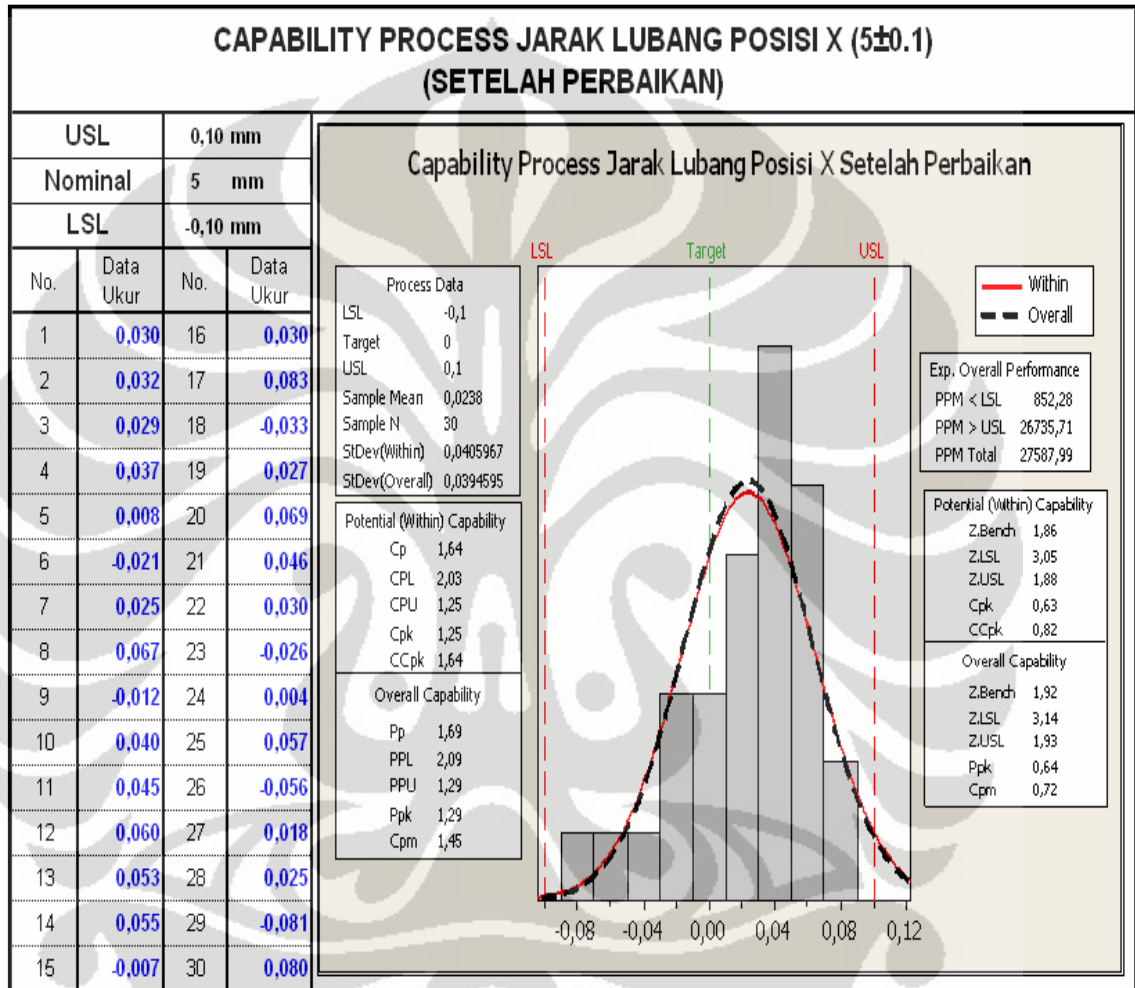 CAPABILITY PROCESS JARAK LUBANG POSISI X (5±0.1)
(SETELAH PERBAIKAN)
USL 0,10 mm
Nominal 5 mm
LSL -0,10 mm
No. Data Ukur No. Data Ukur
1 0,030 16 0,030
2 0,032 17 0,083
3 0,029 18 -0,033
4 0,037 19 0,027
5 0,008 20 0,069
6 -0,021 21 0,046
7 0,025 22 0,030
8 0,067 23 -0,026
9 -0,012 24 0,004
10 0,040 25 0,057
11 0,045 26 -0,056
12 0,060 27 0,018
13 0,053 28 0,025
14 0,055 29 -0,081
15 -0,007 30 0,080
Capability Process Jarak Lubang Posisi X Setelah Perbaikan
LSL Target USL
Process Data
LSL -0,1
Target 0
USL 0,1
Sample Mean 0,0238
Sample N 30
StDev(Within) 0,0405967
StDev(Overall) 0,0394595
Potential (Within) Capability
Cp 1,64
CPL 2,03
CPU 1,25
Cpk 1,25
CCpk 1,64
Overall Capability
Pp 1,69
PPL 2,09
PPU 1,29
Ppk 1,29
Cpm 1,45
-0,08 -0,04 0,00 0,04 0,08 0,12
Within
Overall
Exp. Overall Performance
PPM < LSL 852,28
PPM > USL 26735,71
PPM Total 27587,99
Potential (Within) Capability
Z.Bench 1,86
Z.LSL 3,05
Z.USL 1,88
Cpk 0,63
CCpk 0,82
Overall Capability
Z.Bench 1,92
Z.LSL 3,14
Z.USL 1,93
Ppk 0,64
Cpm 0,72